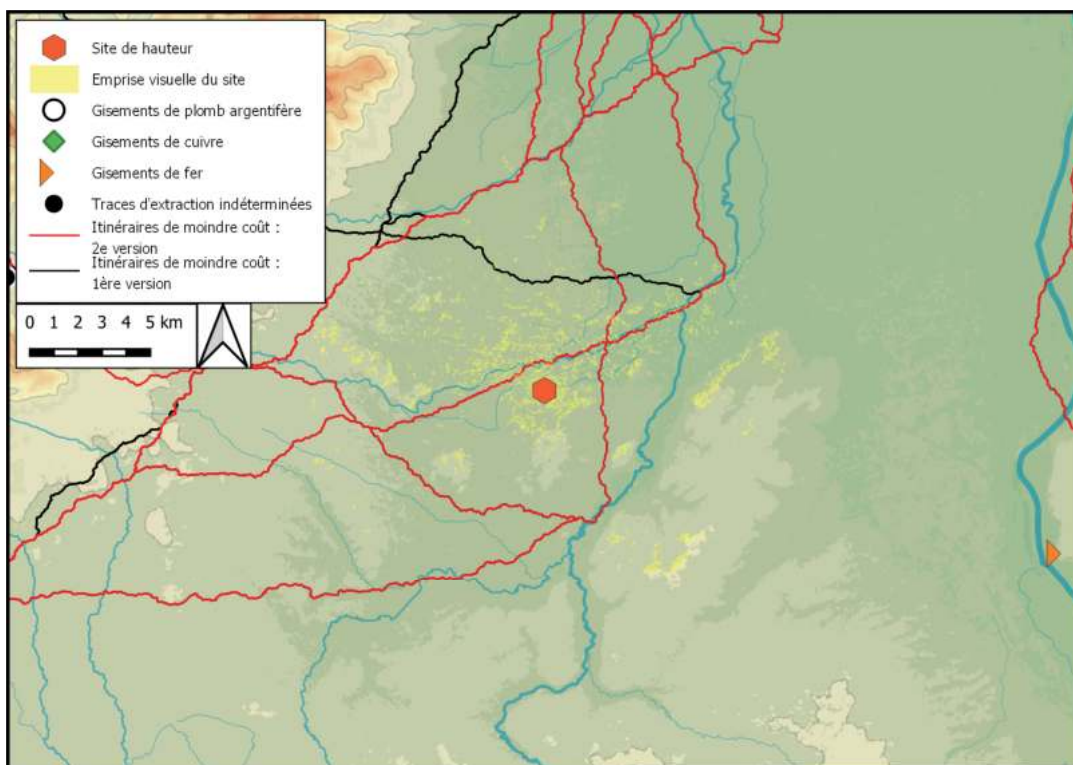 Site de hauteur
Emprise visuelle du site
Gisements de plomb argentifère
Gisements de cuivre
Gisements de fer
Traces d'extraction indéterminées
Itinéraires de moindre coût :
2e version
Itinéraires de moindre coût :
1ère version
0 1 2 3 4 5 km